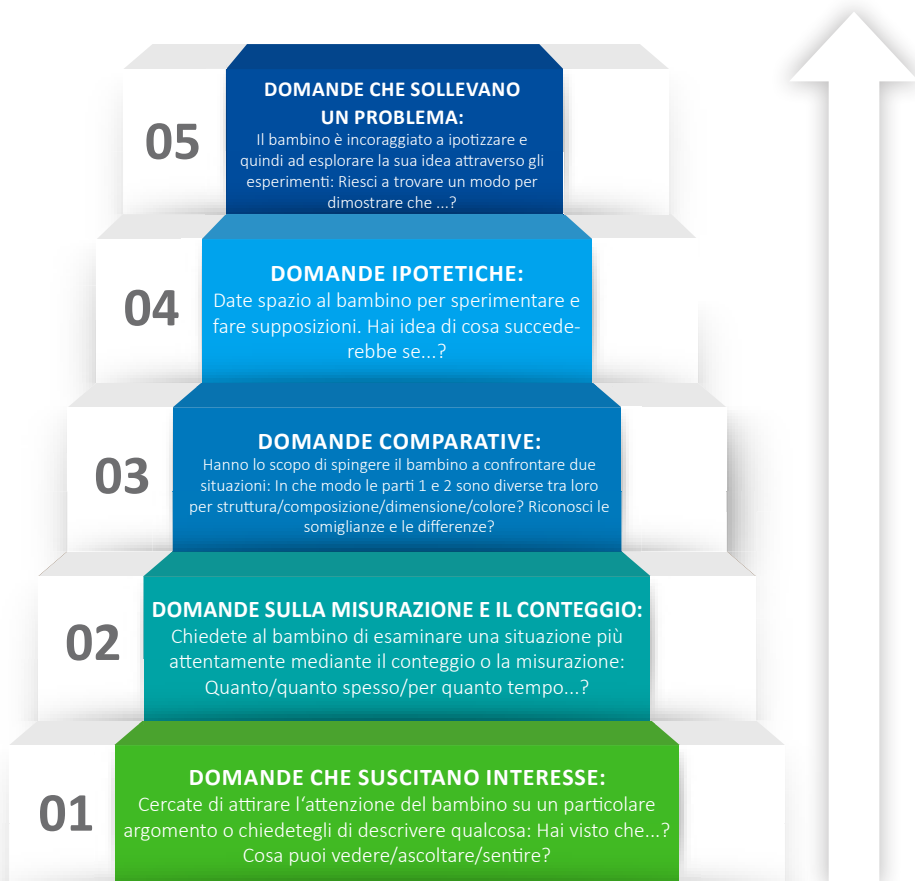 05
DOMANDE CHE SOLLEVANO
UN PROBLEMA:
Il bambino è incoraggiato a ipotizzare e
quindi ad esplorare la sua idea attraverso gli
esperimenti: Riesci a trovare un modo per
dimostrare che ...?
04
DOMANDE IPOTETICHE:
Date spazio al bambino per sperimentare e
fare supposizioni. Hai idea di cosa succede-
rebbe se...?
03
DOMANDE COMPARATIVE:
Hanno lo scopo di spingere il bambino a confrontare due
situazioni: In che modo le parti 1 e 2 sono diverse tra loro
per struttura/composizione/dimensione/colore? Riconosci le
somiglianze e le differenze?
02
DOMANDE SULLA MISURAZIONE E IL CONTEGGIO:
Chiedete al bambino di esaminare una situazione più
attentamente mediante il conteggio o la misurazione:
Quanto/quanto spesso/per quanto tempo...?
01
DOMANDE CHE SUSCITANO INTERESSE:
Cercate di attirare l‘attenzione del bambino su un particolare
argomento o chiedetegli di descrivere qualcosa: Hai visto che...?
Cosa puoi vedere/ascoltare/sentire?